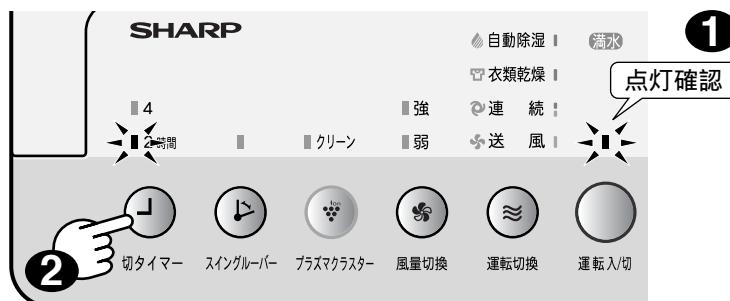 SHARP
❶
自動除湿
満水
衣類乾燥
点灯確認
4
強
連 続
2時間
クリーン
弱
送 風
ion
❷
切タイマー
スイングルーバー
プラズマクラスター
風量切換
運転切換
運転入/切